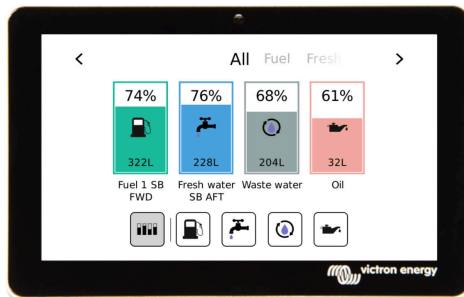 < All Fuel Fresh >
74% 76% 68% 61%
322L 228L 204L 32L
Fuel 1 SB Fresh water Waste water Oil
FWD SB AFT
victron energy